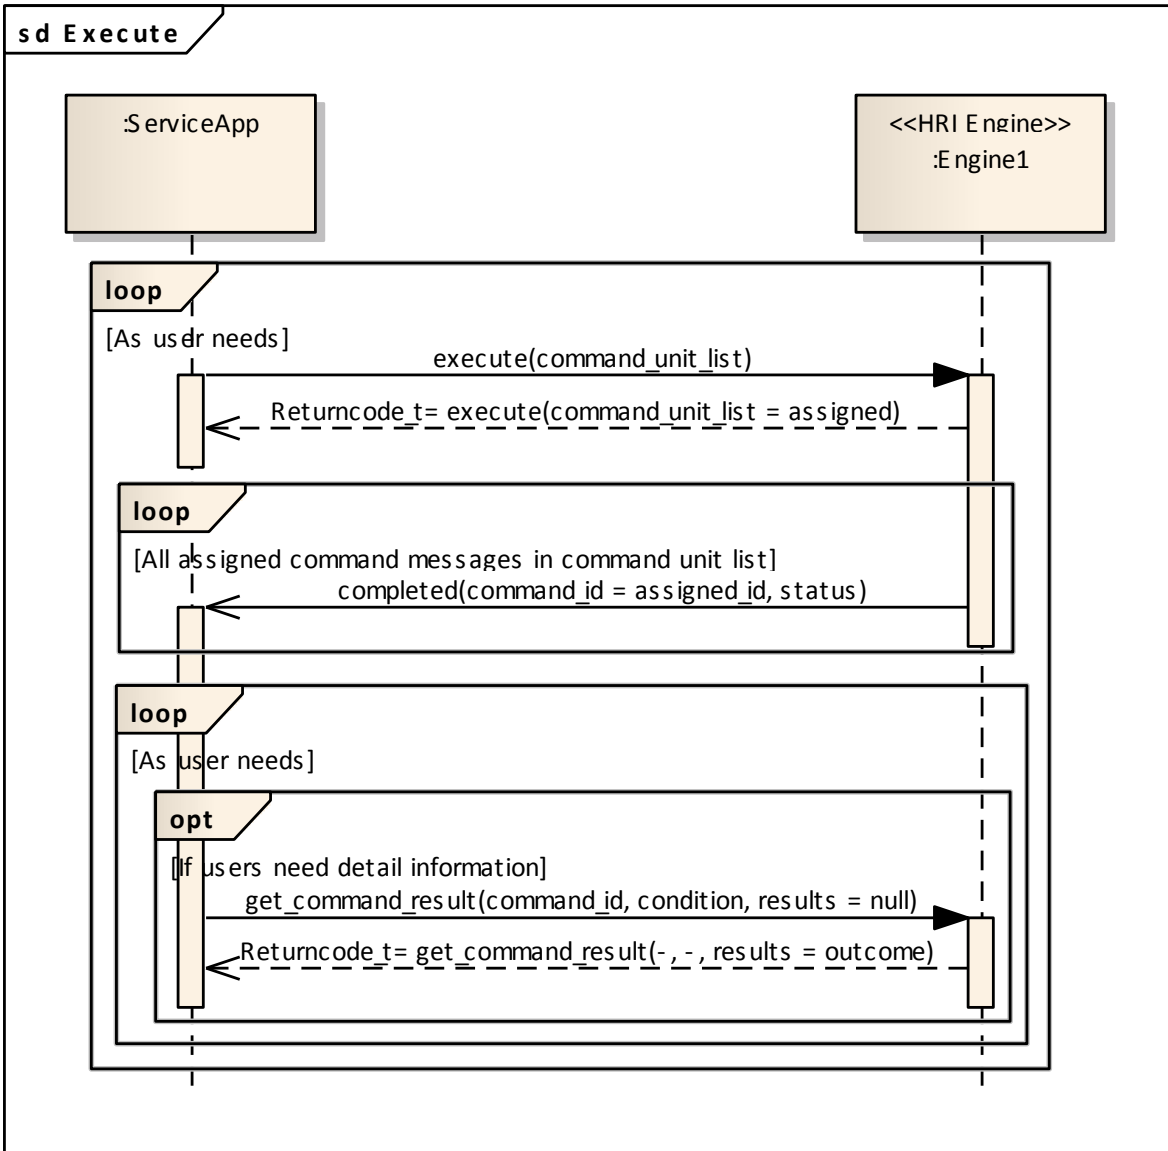 sd Execute
:ServiceApp
<<HRI Engine>>
:Engine1
loop
[As user needs]
execute(command_unit_list)
Returncode_t= execute(command_unit_list = assigned)
loop
[All assigned command messages in command unit list]
completed(command_id = assigned_id, status)
loop
[As user needs]
opt
[If users need detail information]
get_command_result(command_id, condition, results = null)
Returncode_t= get_command_result(-, -, results = outcome)